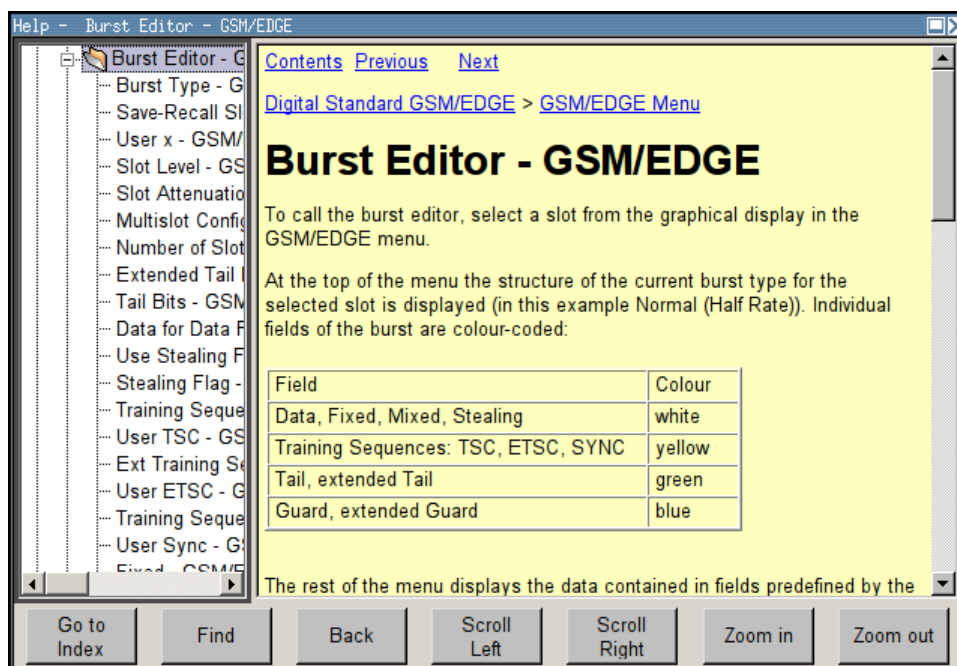 Help - Burst Editor - GSM/EDGE
Burst Editor - G
Burst Type - G
Save-Recall Sl
User x - GSM/
Slot Level - GS
Slot Attenuatio
Multislot Config
Number of Slot
Extended Tail
Tail Bits - GSM
Data for Data F
Use Stealing F
Stealing Flag -
Training Seque
User TSC - GS
Ext Training Se
User ETSC - G
Training Seque
User Sync - GS
Fixed - GSM/E
Contents Previous Next
Digital Standard GSM/EDGE > GSM/EDGE Menu
Burst Editor - GSM/EDGE
To call the burst editor, select a slot from the graphical display in the
GSM/EDGE menu.
At the top of the menu the structure of the current burst type for the
selected slot is displayed (in this example Normal (Half Rate)). Individual
fields of the burst are colour-coded:
Field Colour
Data, Fixed, Mixed, Stealing white
Training Sequences: TSC, ETSC, SYNC yellow
Tail, extended Tail green
Guard, extended Guard blue
The rest of the menu displays the data contained in fields predefined by the
Go to
Index
Find
Back
Scroll
Left
Scroll
Right
Zoom in
Zoom out